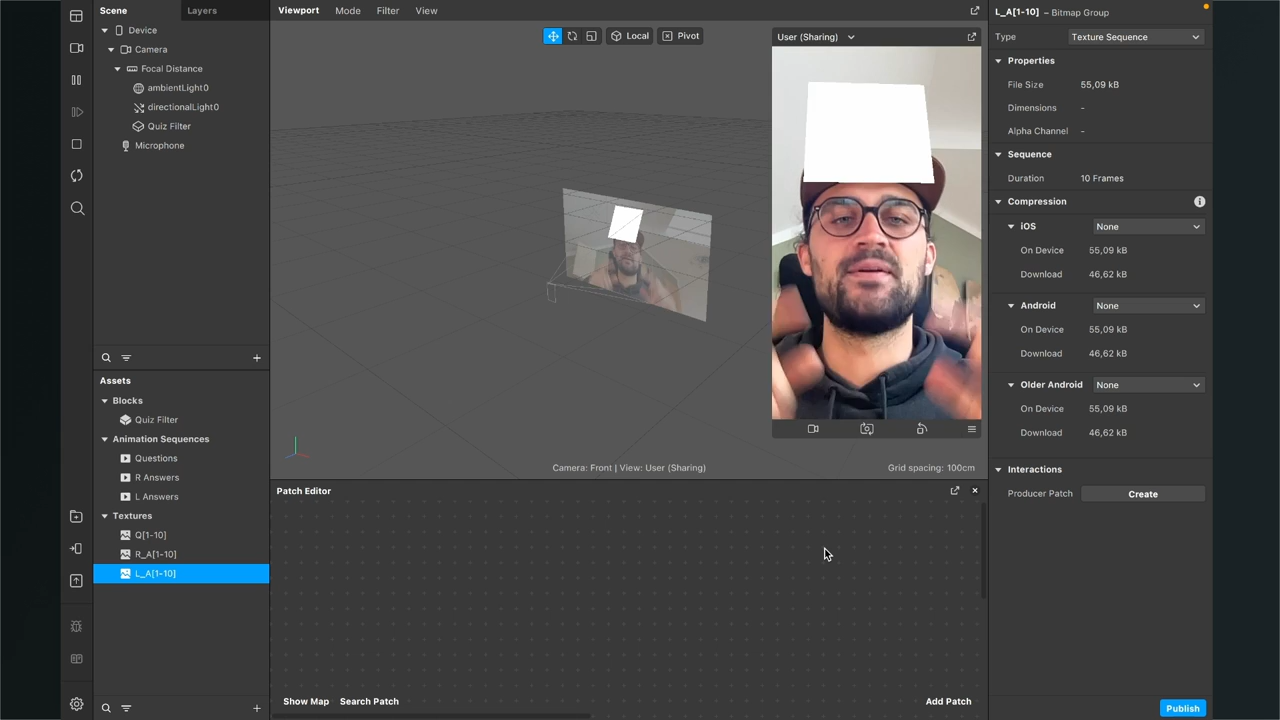 Scene
Layers
Device
Camera
Focal Distance
ambientLight0
directionalLight0
Quiz Filter
Microphone
Assets
Blocks
Quiz Filter
Animation Sequences
Questions
R Answers
L Answers
Textures
Q[1-10]
R_A[1-10]
L_A[1-10]
Viewport Mode Filter View
Local
Pivot
User (Sharing)
Camera: Front | View: User (Sharing)
Grid spacing: 100cm
Patch Editor
Show Map
Search Patch
Add Patch
L_A[1-10] – Bitmap Group
Type Texture Sequence
Properties
File Size 55,09 kB
Dimensions -
Alpha Channel -
Sequence
Duration 10 Frames
Compression
iOS None
On Device 55,09 kB
Download 46,62 kB
Android None
On Device 55,09 kB
Download 46,62 kB
Older Android None
On Device 55,09 kB
Download 46,62 kB
Interactions
Producer Patch Create
Publish